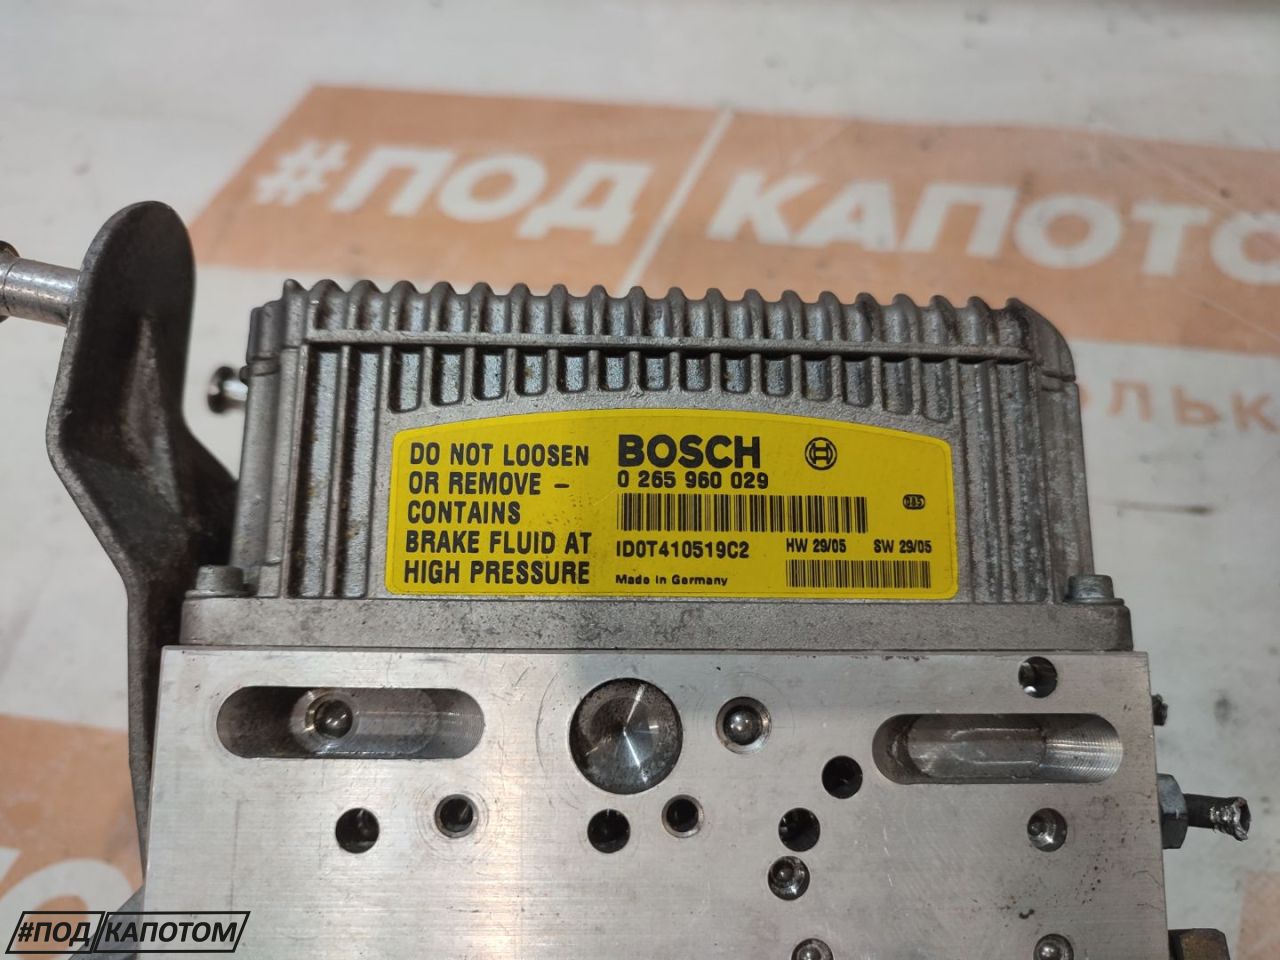 #ПОД КАПОТО
ОЛЬК
DO NOT LOOSEN
OR REMOVE –
CONTAINS
BRAKE FLUID AT
HIGH PRESSURE
BOSCH
0 265 960 029
ID0T410519C2
HW 29/05
SW 29/05
Made in Germany
#ПОД КАПОТОМ